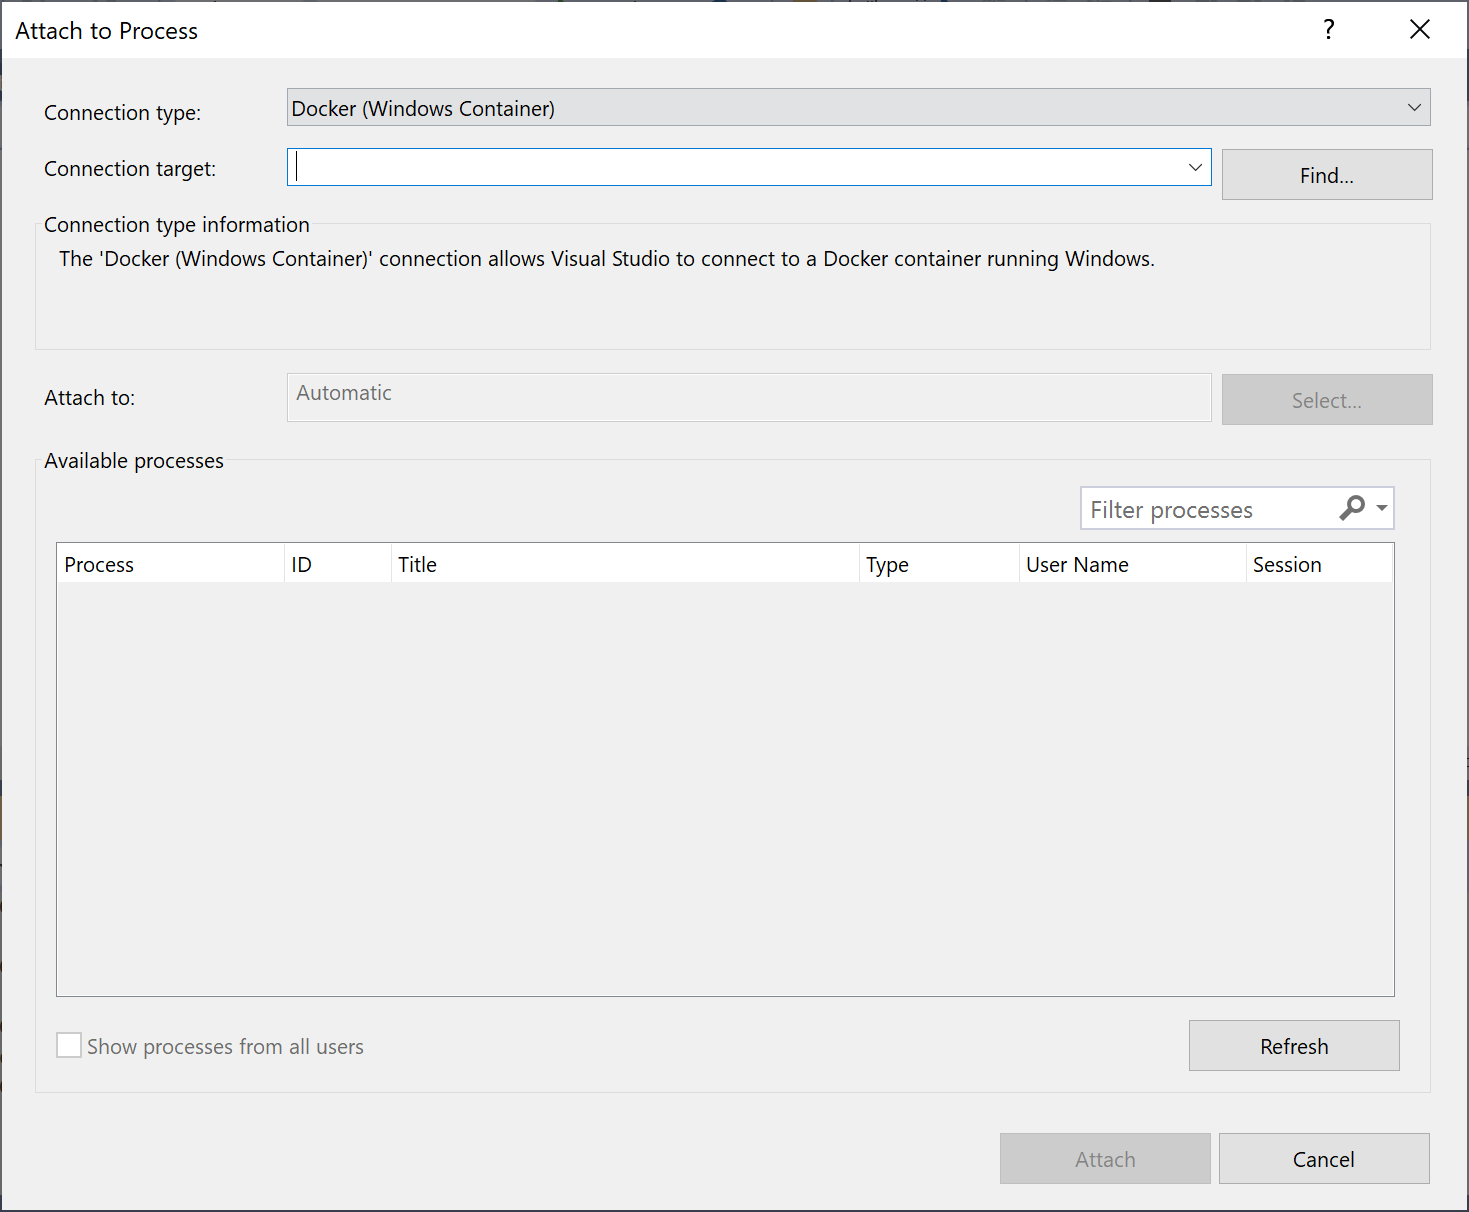 Attach to Process
?
Connection type:
Docker (Windows Container)
Connection target:
Find...
Connection type information
The 'Docker (Windows Container)' connection allows Visual Studio to connect to a Docker container running Windows.
Attach to:
Automatic
Select...
Available processes
Filter processes
Process ID Title Type User Name Session
Show processes from all users
Refresh
Attach
Cancel